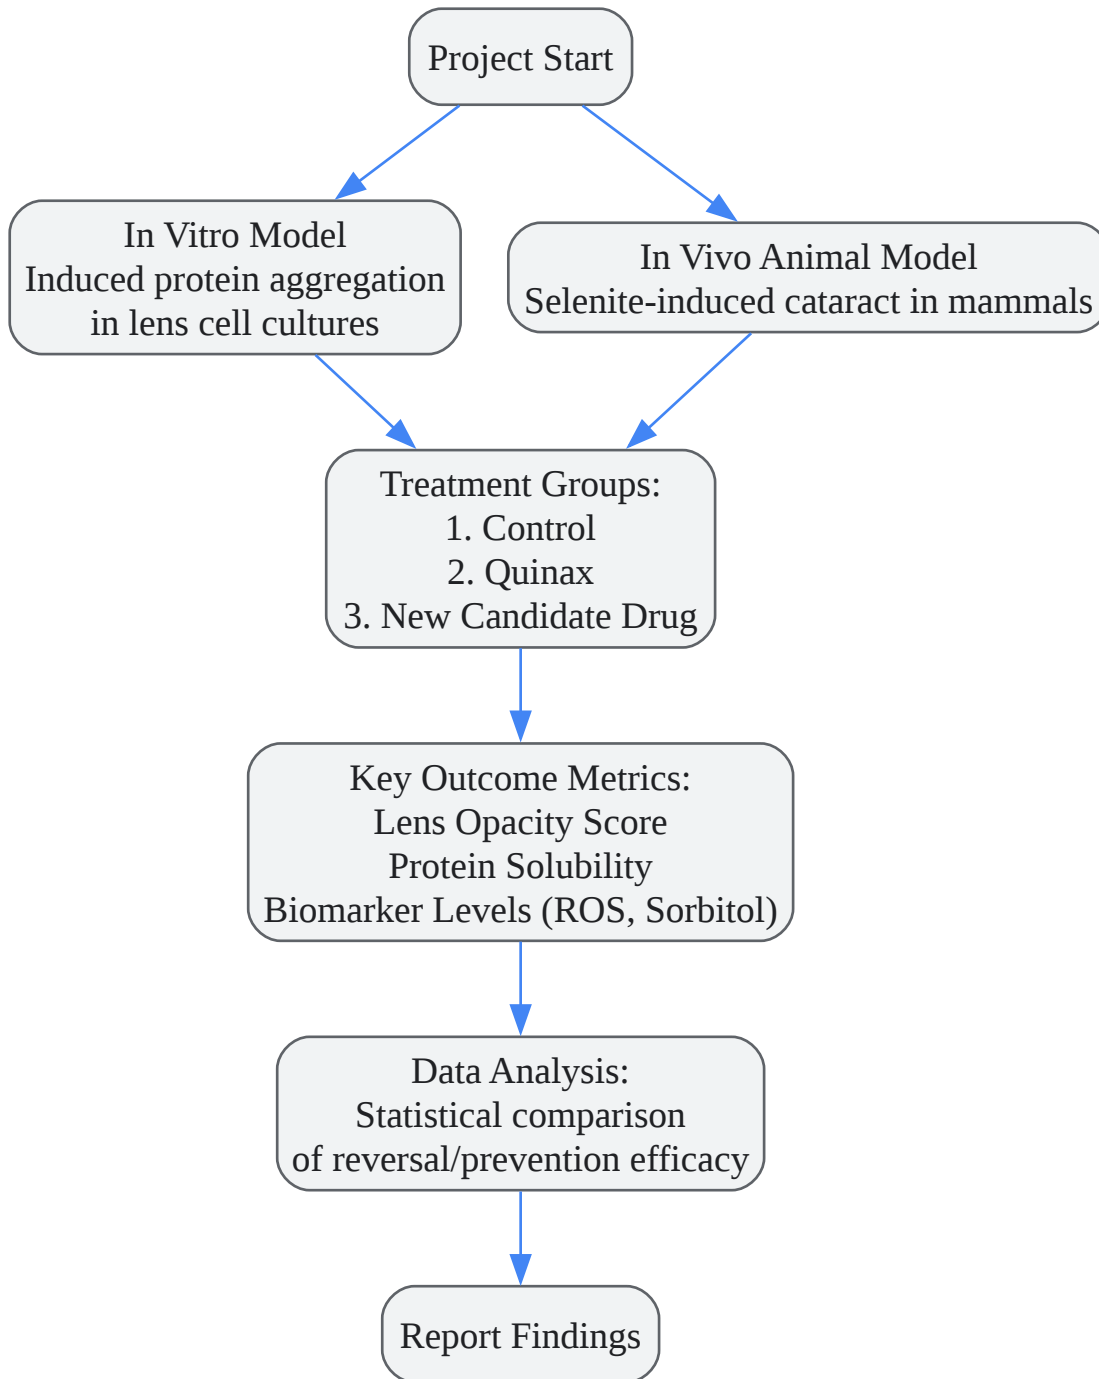 Project Start
In Vitro Model
Induced protein aggregation
in lens cell cultures
In Vivo Animal Model
Selenite-induced cataract in mammals
Treatment Groups:
1. Control
2. Quinax
3. New Candidate Drug
Key Outcome Metrics:
Lens Opacity Score
Protein Solubility
Biomarker Levels (ROS, Sorbitol)
Data Analysis:
Statistical comparison
of reversal/prevention efficacy
Report Findings